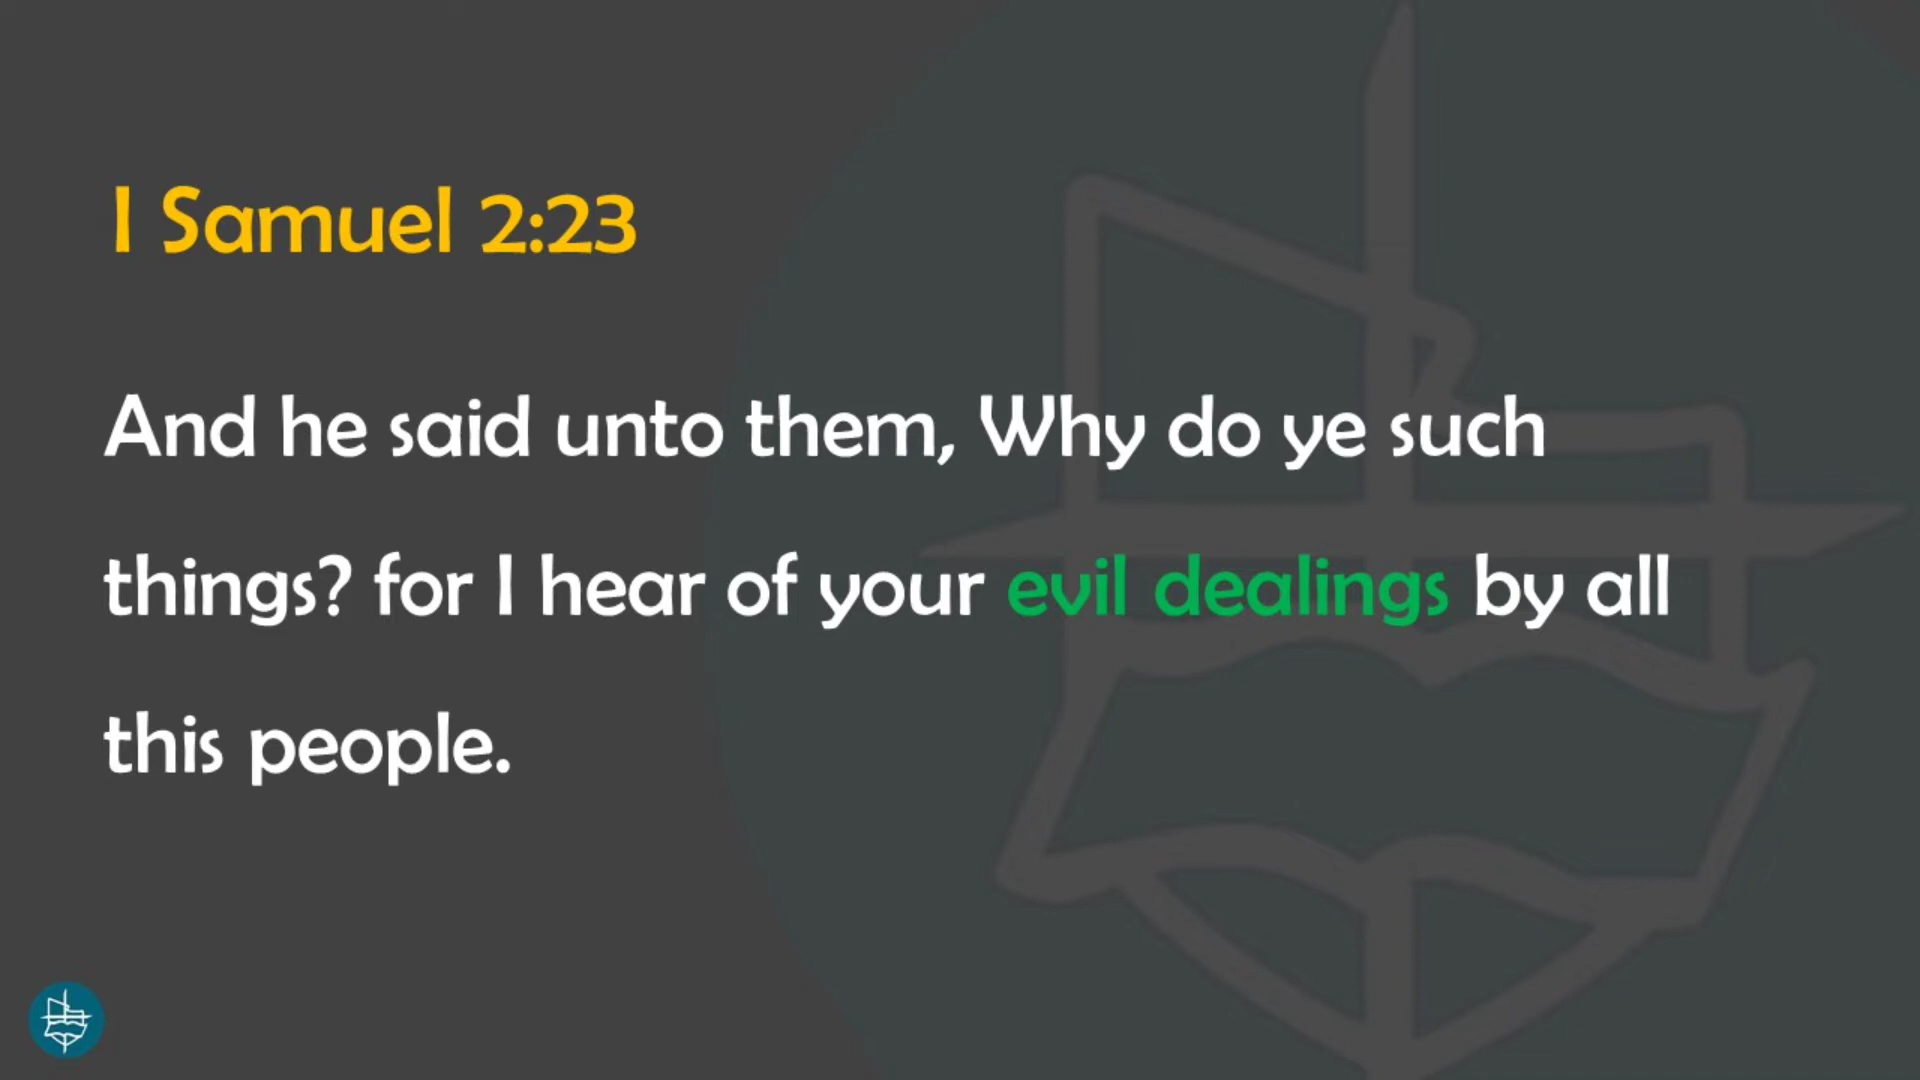 I Samuel 2:23
And he said unto them, Why do ye such
things? for I hear of your evil dealings by all
this people.